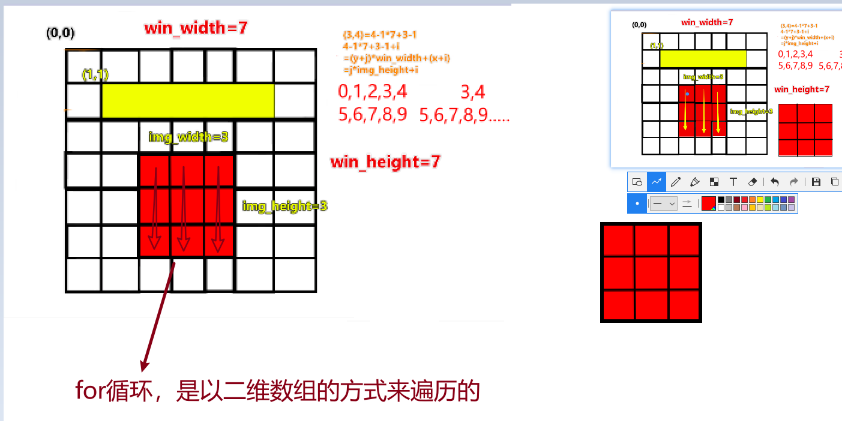 (0,0)
win_width=7
(3,4)=4-1*7+3-1
4-1*7+3-1+i
=(y+j)*win_width+(x+i)
=j*img_height+i
(1,1)
0,1,2,3,4
3,4
5,6,7,8,9
5,6,7,8,9.....
img_width=3
win_height=7
img_height=3
for循环，是以二维数组的方式来遍历的
(0,0)
win_width=7
(3,4)=4-1*7+3-1
4-1*7+3-1+i
=(y+j)*win_width+(x+i)
=j*img_height+i
(1,1)
0,1,2,3,4
5,6,7,8,9
5,6,7,8
img_width=3
win_height=7
img_height=3
T